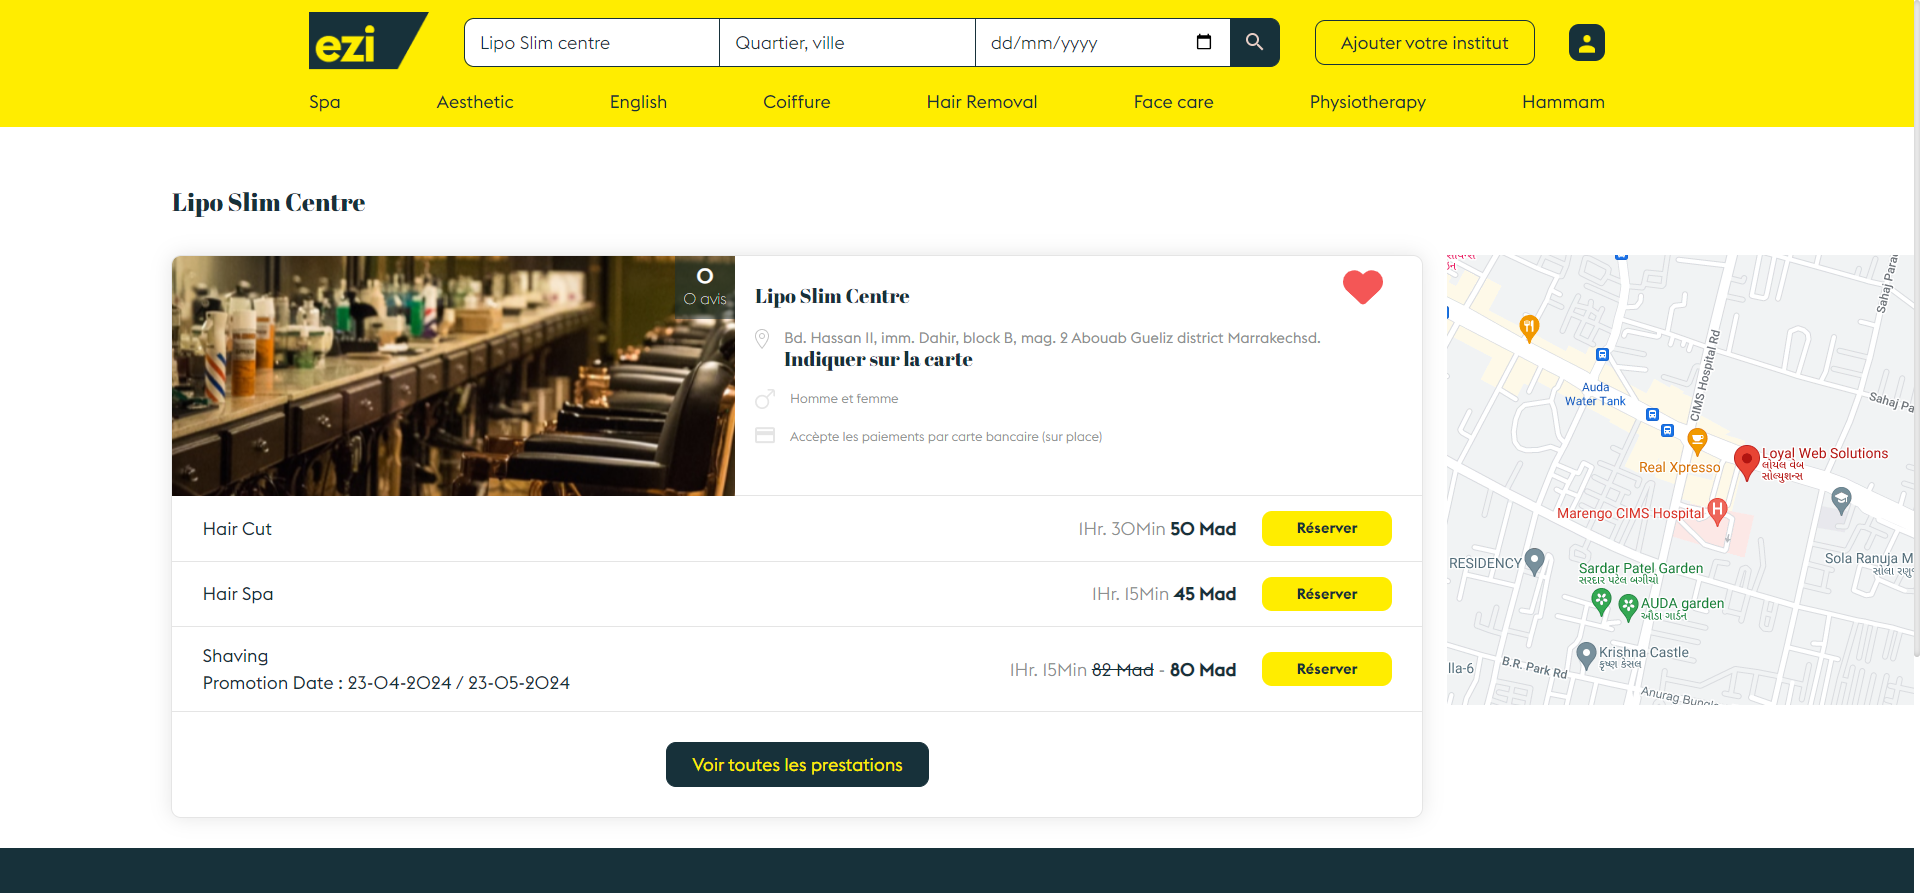 ezi
Lipo Slim centre
Quartier, ville
dd/mm/yyyy
Ajouter votre institut
Spa
Aesthetic
English
Coiffure
Hair Removal
Face care
Physiotherapy
Hammam
Lipo Slim Centre
0
0 avis
Lipo Slim Centre
Bd. Hassan II, imm. Dahir, block B, mag. 2 Abouab Gueliz district Marrakechsd.
Indiquer sur la carte
Homme et femme
Accèpte les paiements par carte bancaire (sur place)
Hair Cut
1Hr. 30Min 50 Mad
Réserver
Hair Spa
1Hr. 15Min 45 Mad
Réserver
Shaving
Promotion Date : 23-04-2024 / 23-05-2024
1Hr. 15Min 82 Mad - 80 Mad
Réserver
Voir toutes les prestations
Sahaj Parad
CIMS Hospital Rd
Auda
Water Tank
Sahaj Pa
Real Xpresso
Loyal Web Solutions
લોયલ વેબ
સોલ્યુશન્સ
Marengo CIMS Hospital
H
RESIDENCY
Sola Ranuja M
સોલા રણુ
Sardar Patel Garden
સરદાર પટેલ બગીચો
AUDA garden
ઔડા ગાર્ડન
Krishna Castle
કૃષ્ણ કેસલ
lla-6
B.R. Park Rd
Anurag Bungl